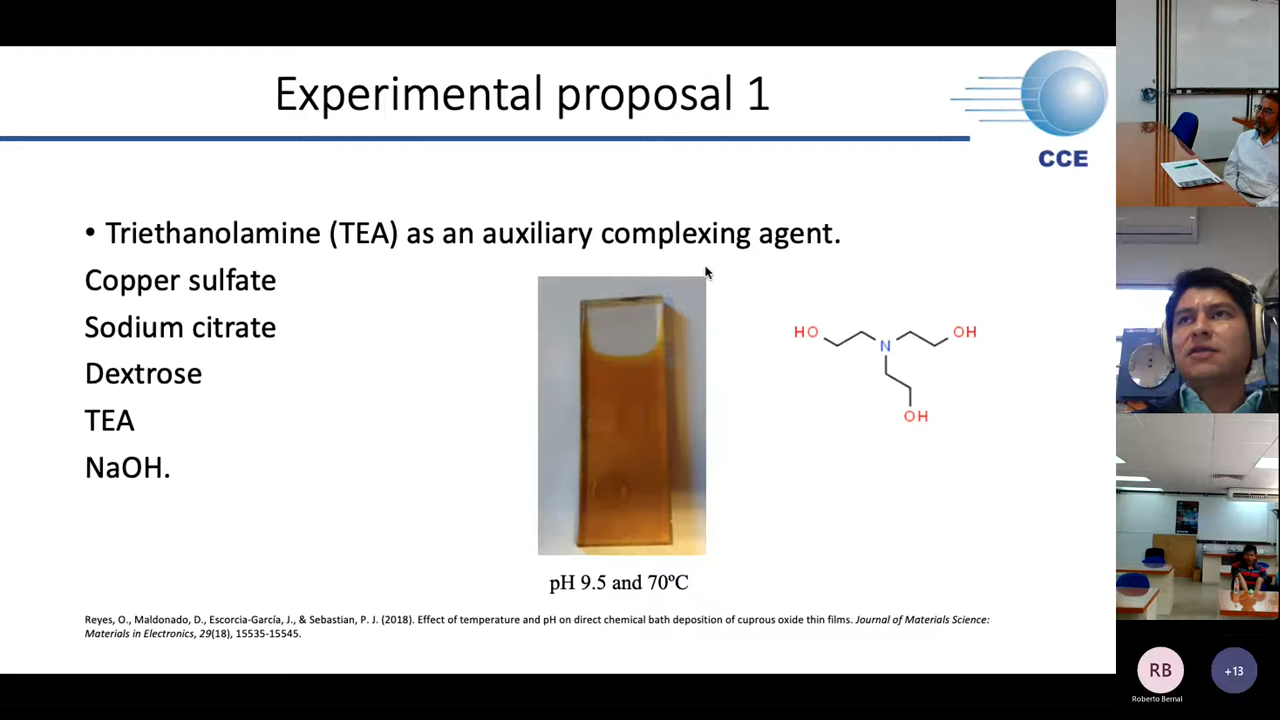 Experimental proposal 1
CCE
• Triethanolamine (TEA) as an auxiliary complexing agent.
Copper sulfate
Sodium citrate
Dextrose
TEA
NaOH.
HO
N
OH
OH
pH 9.5 and 70ºC
Reyes, O., Maldonado, D., Escorcia-García, J., & Sebastian, P. J. (2018). Effect of temperature and pH on direct chemical bath deposition of cuprous oxide thin films. Journal of Materials Science:
Materials in Electronics, 29(18), 15535-15545.
RB
+13
Roberto Bernal